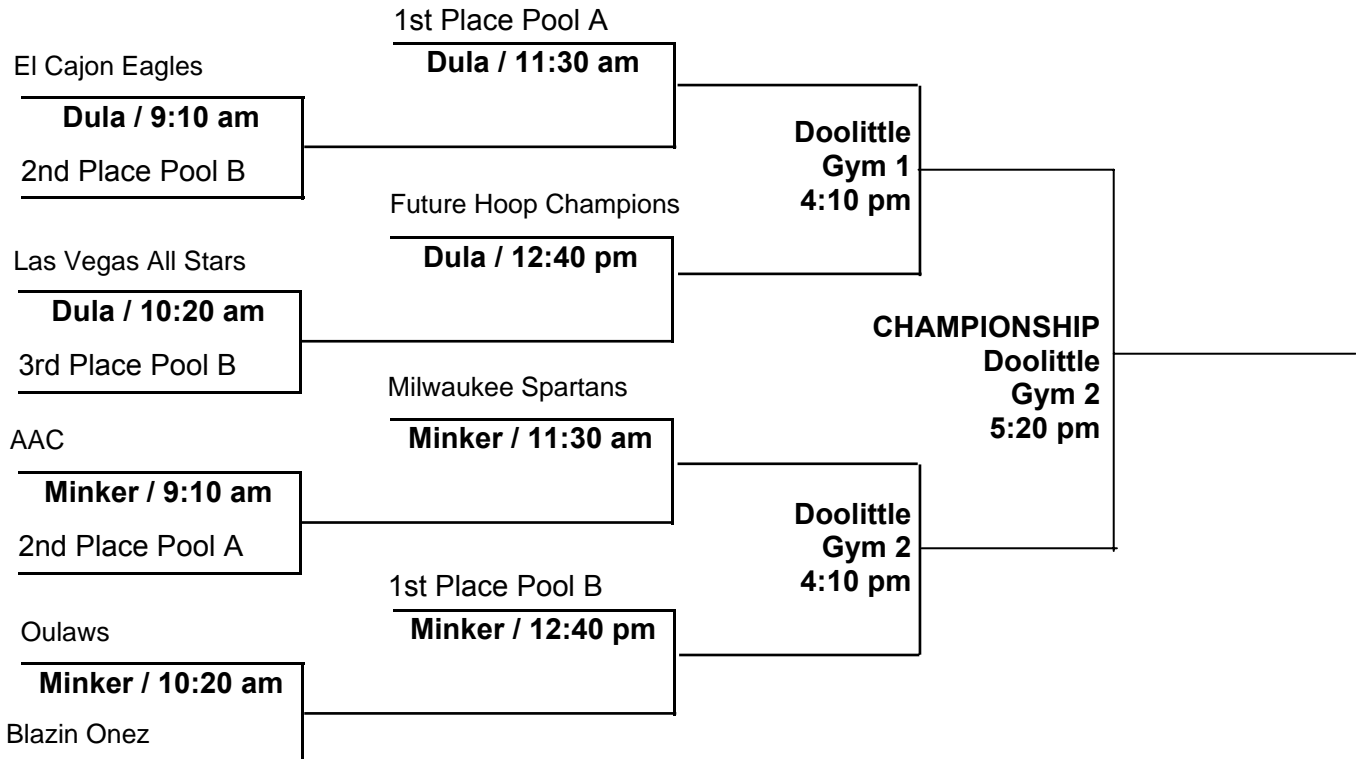 1st Place Pool A
El Cajon Eagles
Dula / 11:30 am
Dula / 9:10 am
2nd Place Pool B
Doolittle
Gym 1
4:10 pm
Future Hoop Champions
Las Vegas All Stars
Dula / 12:40 pm
Dula / 10:20 am
3rd Place Pool B
CHAMPIONSHIP
Doolittle
Gym 2
5:20 pm
Milwaukee Spartans
AAC
Minker / 11:30 am
Minker / 9:10 am
2nd Place Pool A
Doolittle
Gym 2
4:10 pm
1st Place Pool B
Oulaws
Minker / 12:40 pm
Minker / 10:20 am
Blazin Onez